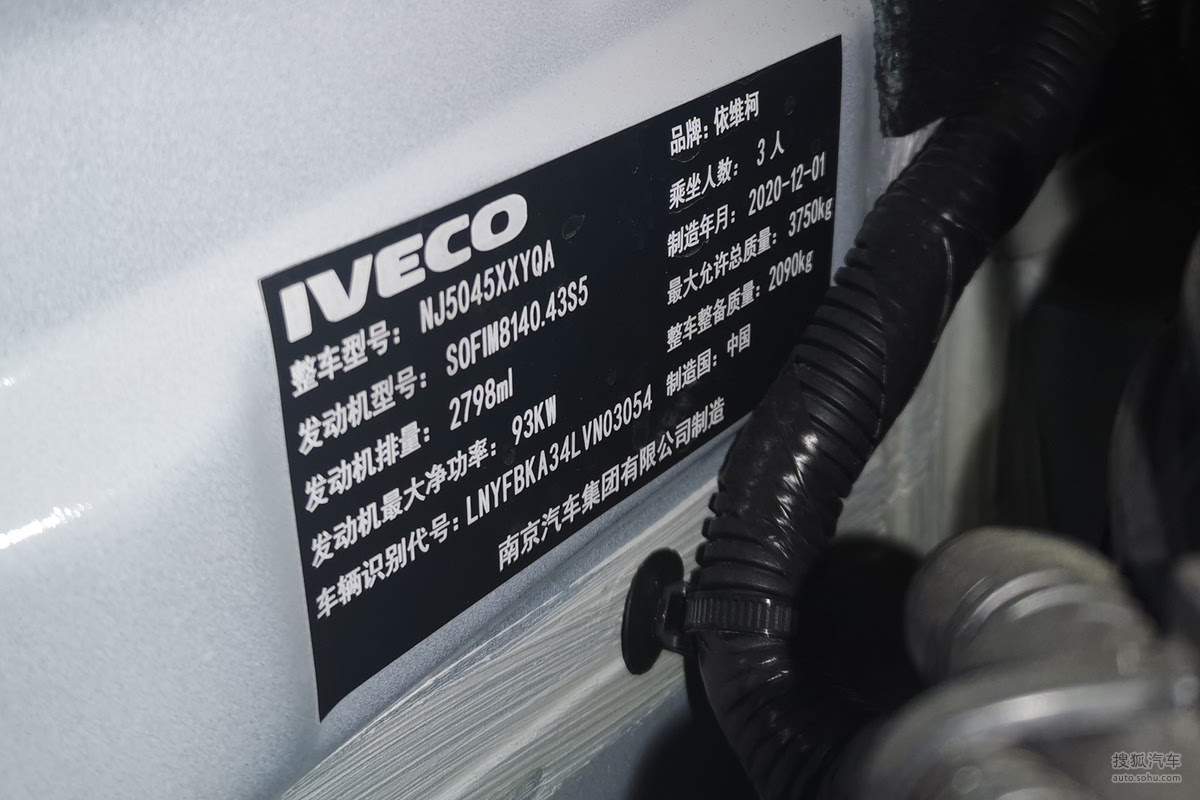 IVECO
整车型号: NJ5045XXYQA
发动机型号: SOFIM8140.43S5
发动机排量: 2798ml
发动机最大净功率: 93KW
车辆识别代号: LNYFBKA34LVN03054
品牌: 依维柯
乘坐人数: 3 人
制造年月: 2020-12-01
最大允许总质量: 3750kg
整车整备质量: 2090kg
制造国: 中国
南京汽车集团有限公司制造
搜狐汽车
auto.sohu.com